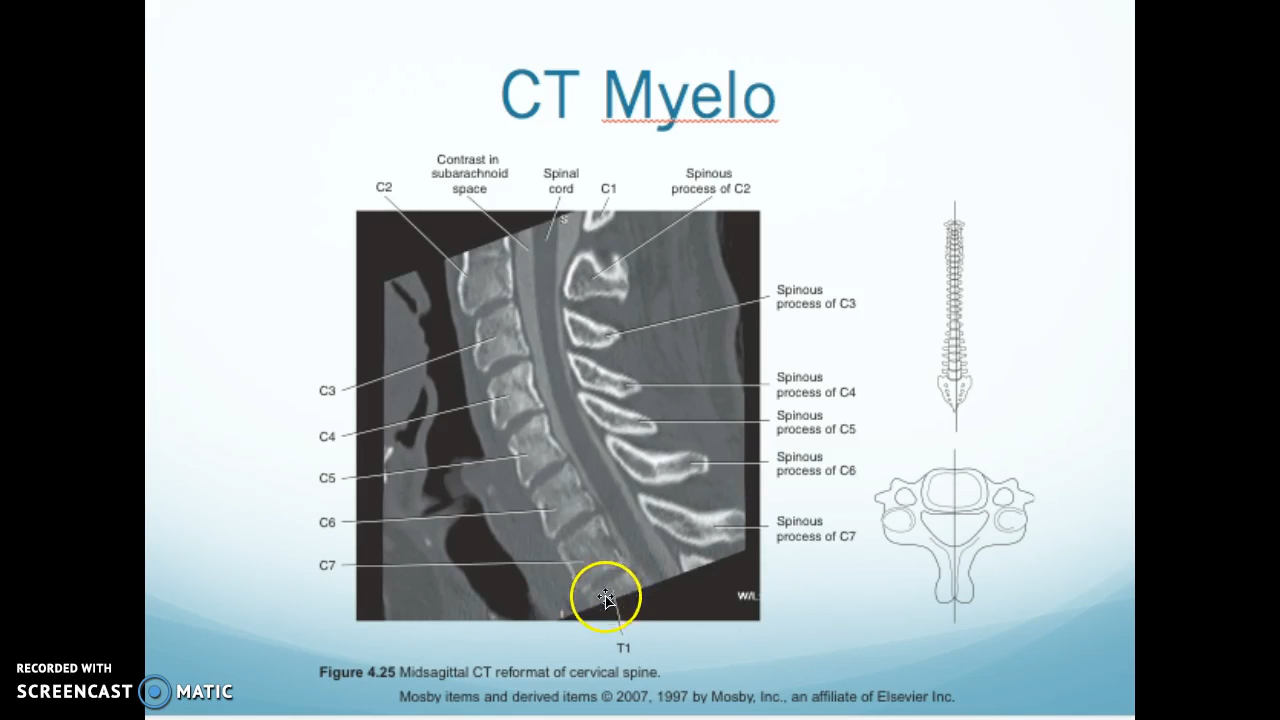 CT Myelo
Contrast in
subarachnoid
space
C2
Spinal
cord
C1
Spinous
process of C2
S
Spinous
process of C3
C3
Spinous
process of C4
C4
Spinous
process of C5
C5
Spinous
process of C6
C6
Spinous
process of C7
C7
W/L
I
T1
Figure 4.25 Midsagittal CT reformat of cervical spine.
Mosby items and derived items © 2007, 1997 by Mosby, Inc., an affiliate of Elsevier Inc.
RECORDED WITH
SCREENCAST MATIC